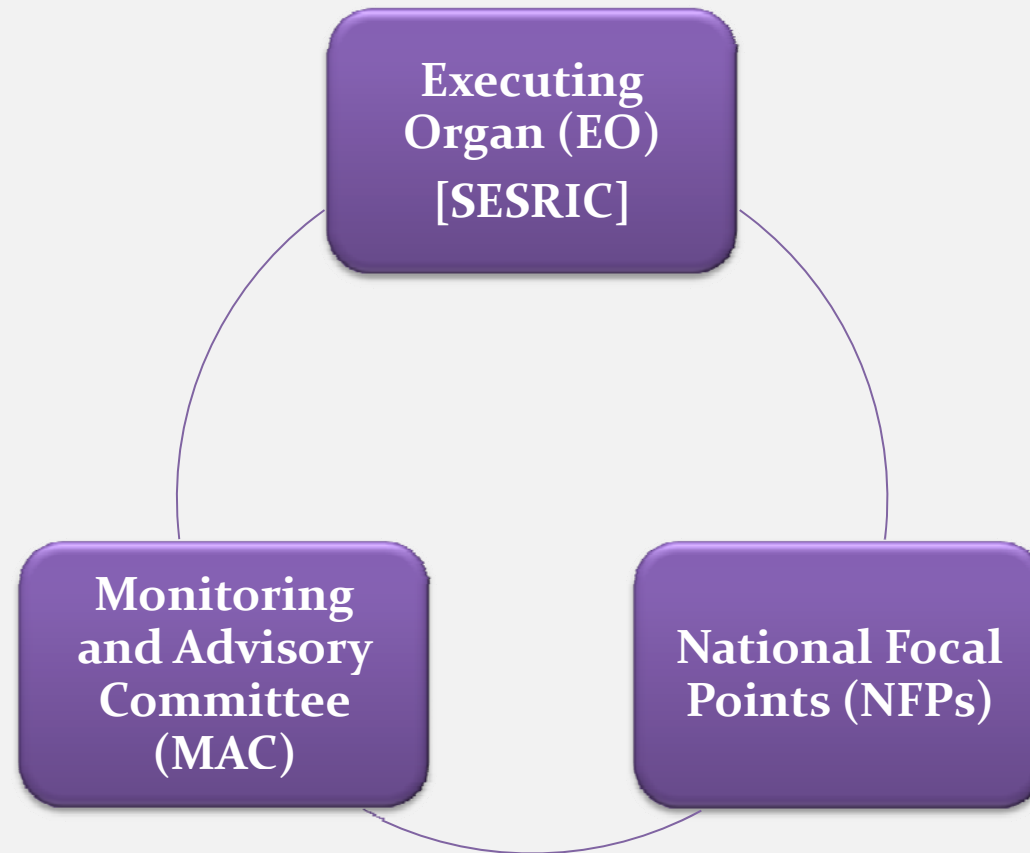 Executing
Organ (EO)
[SESRIC]
Monitoring
and Advisory
Committee
(MAC)
National Focal
Points (NFPs)